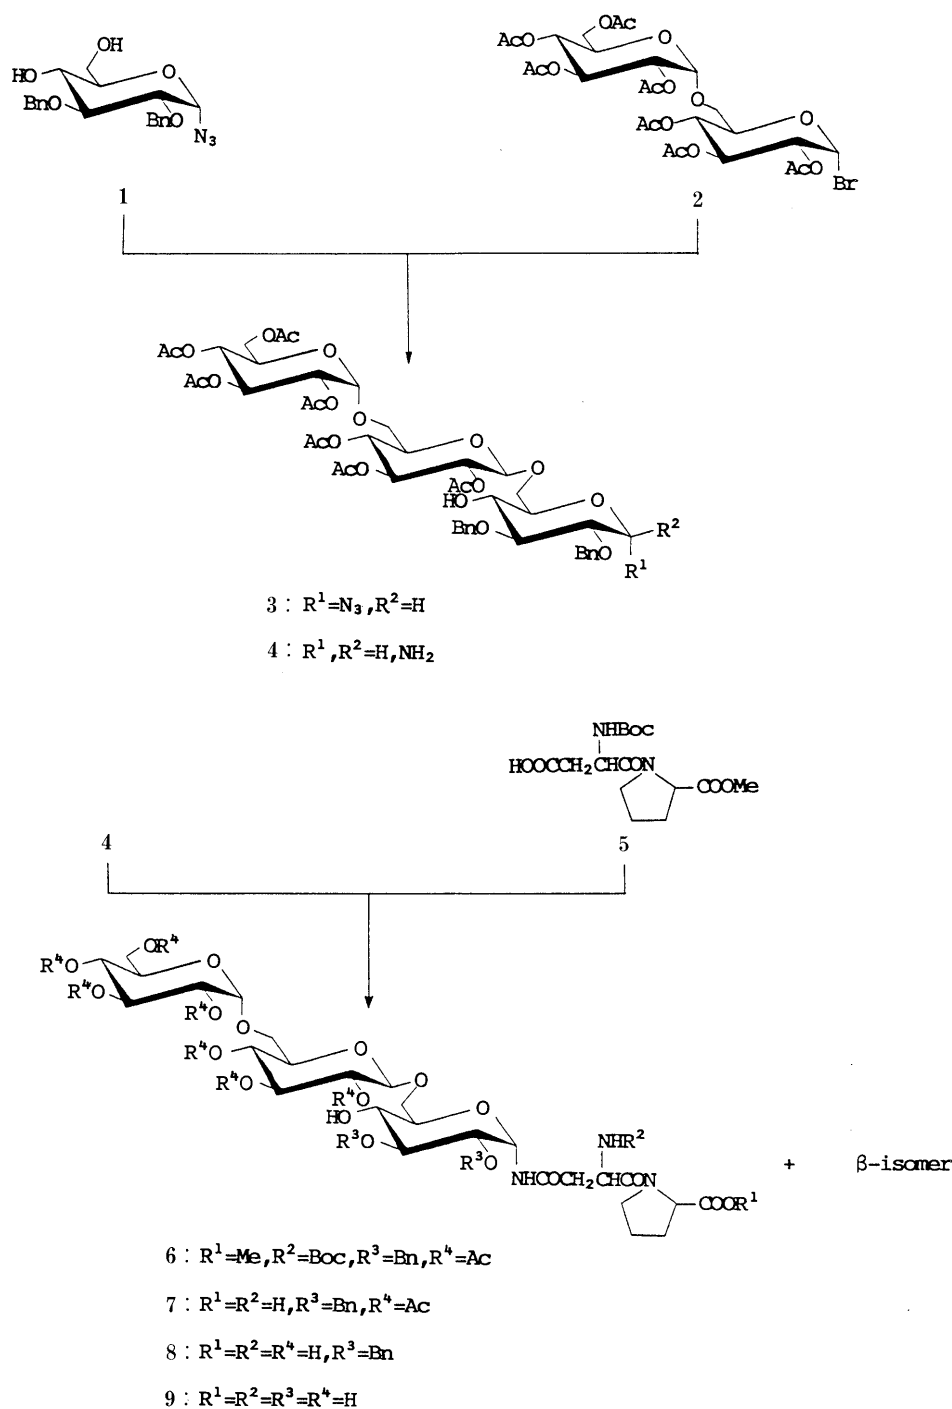 OH
O
HO
BnO
BnO
N₃
1
OAc
AcO
O
AcO
AcO
O
AcO
O
AcO
AcO
Br
2
OAc
AcO
O
AcO
AcO
O
AcO
O
AcO
AcO
O
HO
O
BnO
BnO
R²
R¹
3 : R¹=N₃,R²=H
4 : R¹,R²=H,NH₂
NHBoc
HOOCCH₂CHCON
COOMe
4
5
OR⁴
R⁴O
O
R⁴O
R⁴O
O
R⁴O
O
R⁴O
R⁴O
O
HO
O
R³O
R³O
NHR²
NHCOCH₂CHCON
COOR¹
+ β-isomer
6 : R¹=Me,R²=Boc,R³=Bn,R⁴=Ac
7 : R¹=R²=H,R³=Bn,R⁴=Ac
8 : R¹=R²=R⁴=H,R³=Bn
9 : R¹=R²=R³=R⁴=H